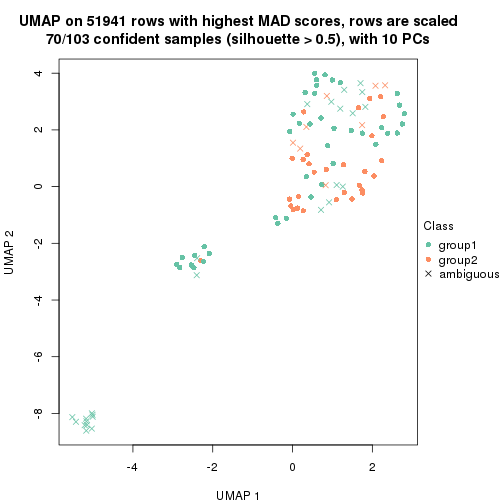 UMAP on 51941 rows with highest MAD scores, rows are scaled
70/103 confident samples (silhouette > 0.5), with 10 PCs
4
2
0
-2
-4
-6
-8
UMAP 2
Class
group1
group2
ambiguous
-4
-2
0
2
UMAP 1